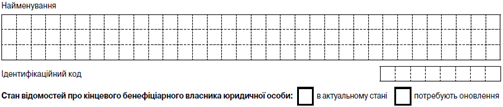 Найменування
Ідентифікаційний код
Стан відомостей про кінцевого бенефіціарного власника юридичної особи: в актуальному стані потребують оновлення